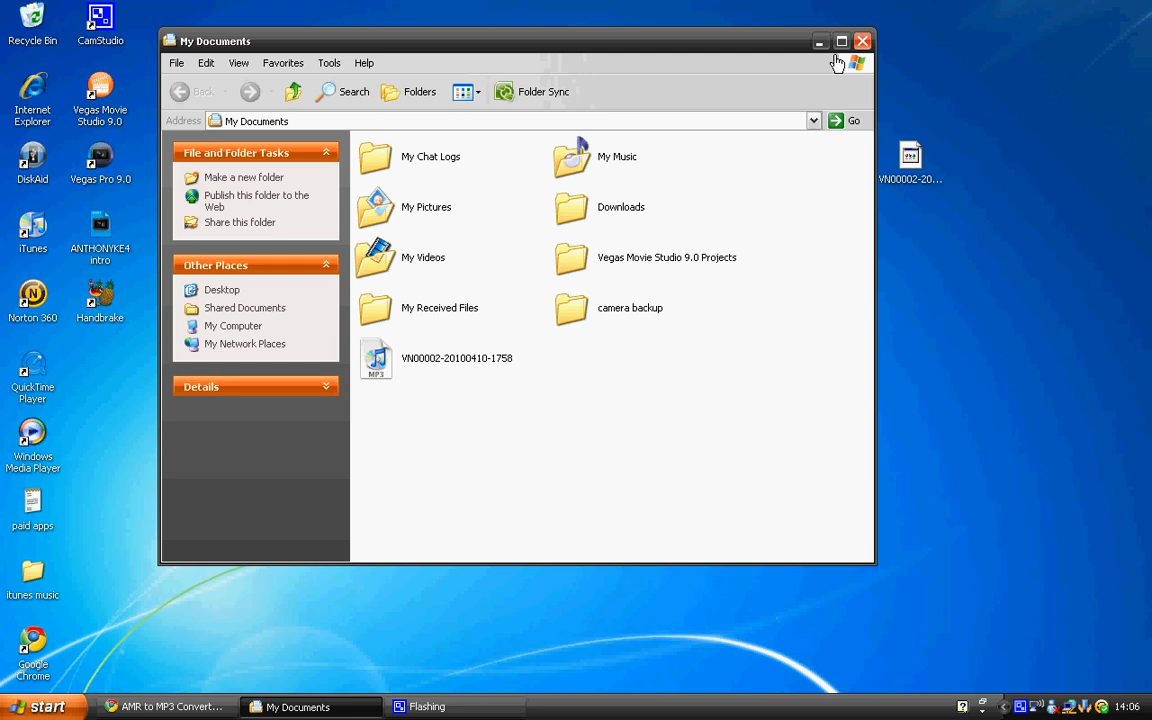 Recycle Bin
CamStudio
Internet
Explorer
Vegas Movie
Studio 9.0
DiskAid
Vegas Pro 9.0
iTunes
ANTHONYKE4
intro
Norton 360
Handbrake
QuickTime
Player
Windows
Media Player
paid apps
itunes music
Google
Chrome
My Documents
File Edit View Favorites Tools Help
Back Search Folders Folder Sync
Address My Documents Go
File and Folder Tasks
Make a new folder
Publish this folder to the
Web
Share this folder
Other Places
Desktop
Shared Documents
My Computer
My Network Places
Details
My Chat Logs
My Music
My Pictures
Downloads
My Videos
Vegas Movie Studio 9.0 Projects
My Received Files
camera backup
MP3
VN00002-20100410-1758
VN00002-20...
start AMR to MP3 Convert... My Documents Flashing 14:06